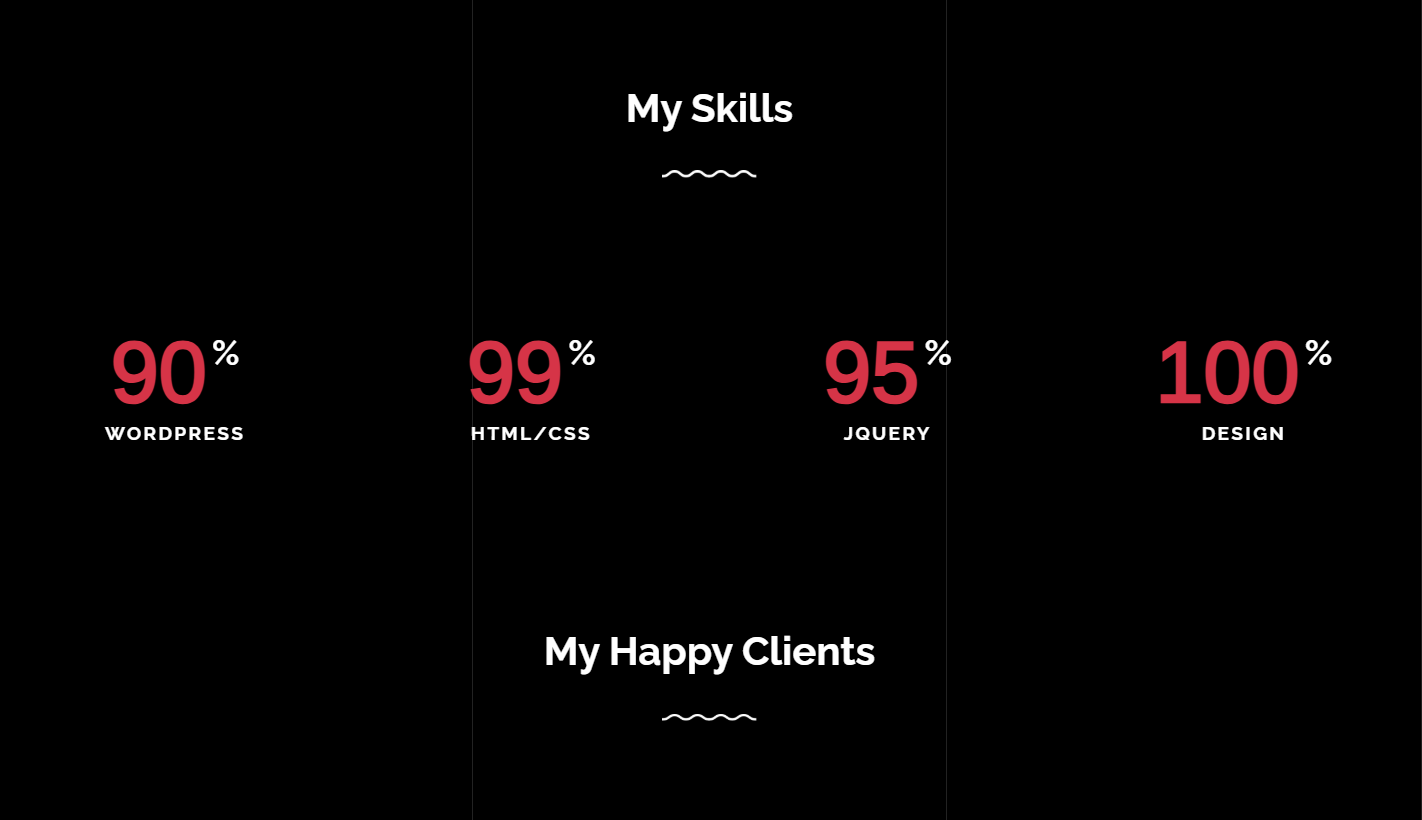 My Skills
90% 99% 95% 100%
WORDPRESS HTML/CSS JQUERY DESIGN
My Happy Clients